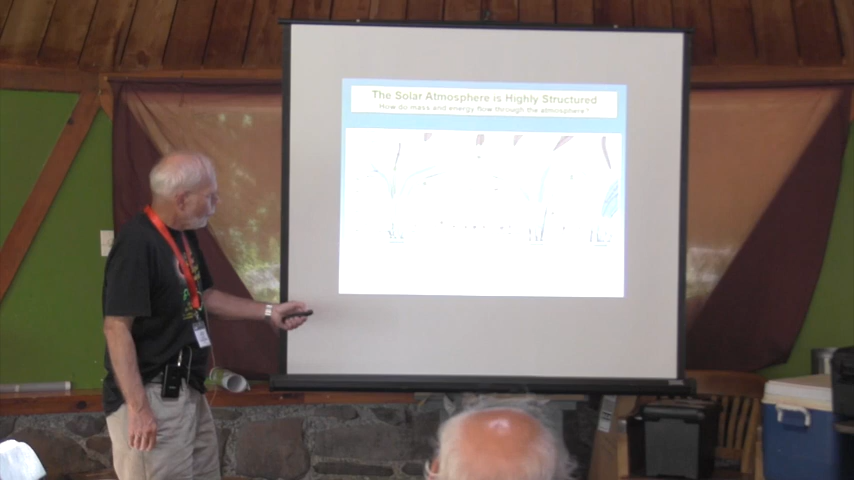 The Solar Atmosphere is Highly Structured
How do mass and energy flow through the atmosphere?